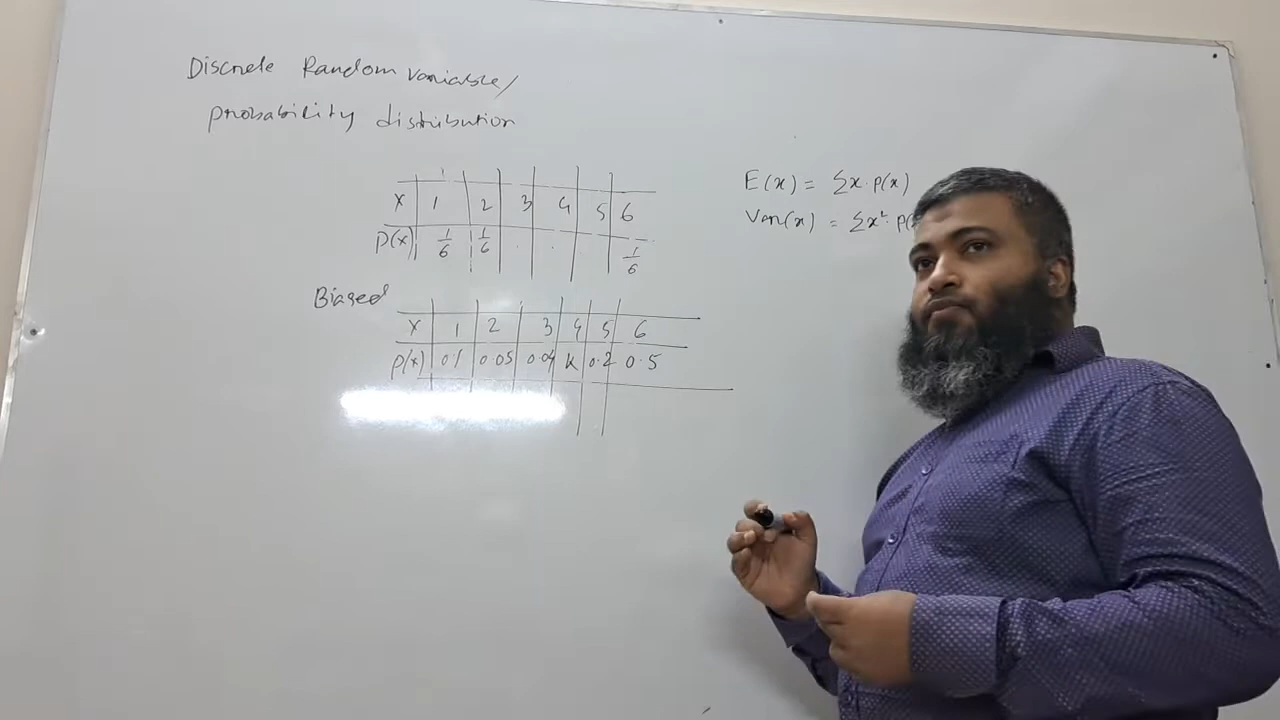 Discrete Random variable/
probability distribution
X 1 2 3 4 5 6
P(x) 1/6 1/6 . . 1/6
E(x) = Σx·p(x)
Var(x) = Σx²·p(
Biased
X 1 2 3 4 5 6
p(x) 0.1 0.05 0.04 k 0.2 0.5